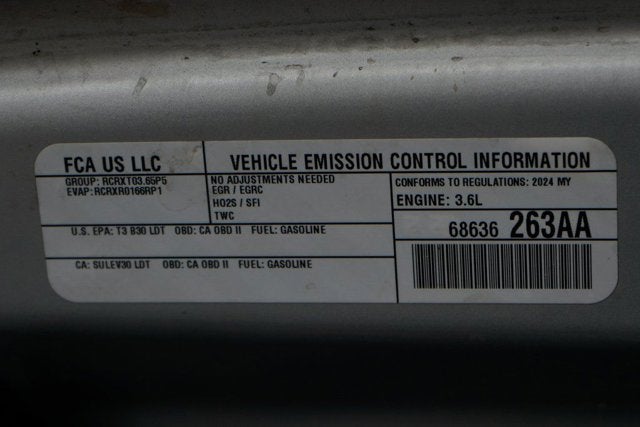 FCA US LLC
GROUP: RCRXT03.65P5
EVAP: RCRXR0166RP1
VEHICLE EMISSION CONTROL INFORMATION
NO ADJUSTMENTS NEEDED
EGR / EGRC
HO2S / SFI
TWC
CONFORMS TO REGULATIONS: 2024 MY
ENGINE: 3.6L
U.S. EPA: T3 B30 LDT OBD: CA OBD II FUEL: GASOLINE
68636 263AA
CA: SULEV30 LDT OBD: CA OBD II FUEL: GASOLINE